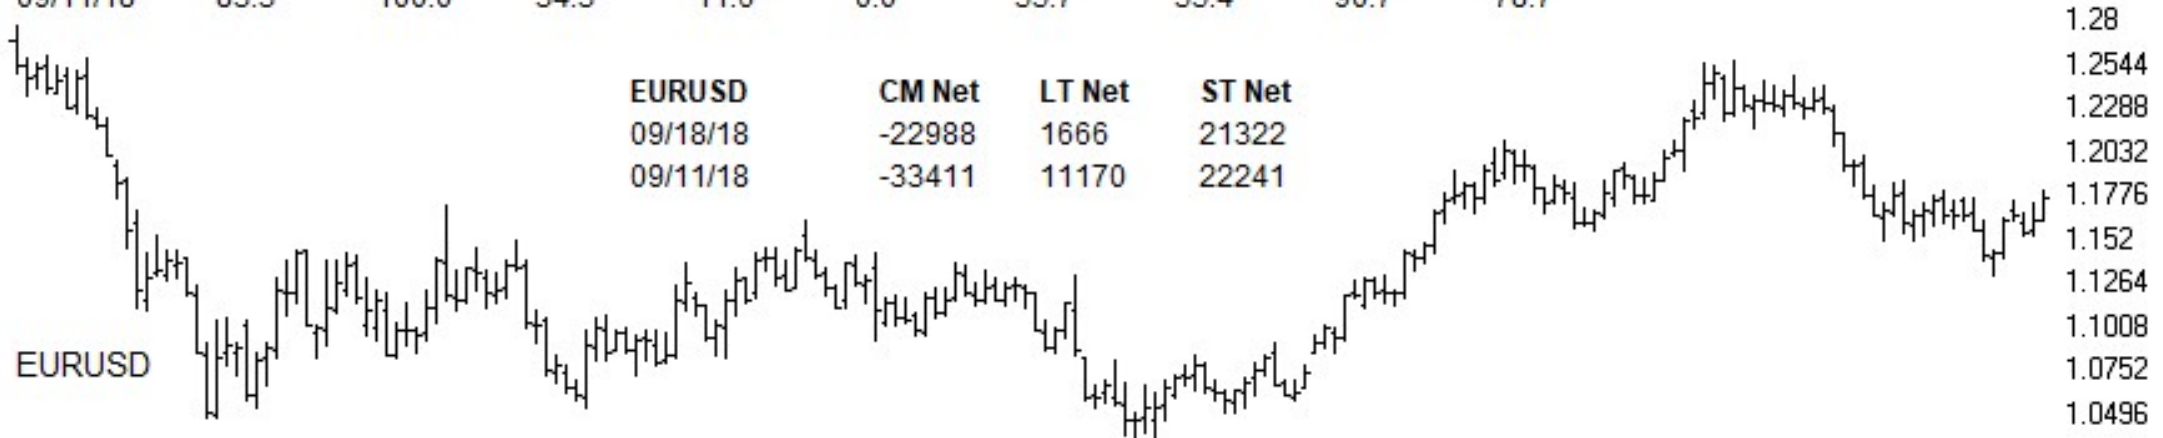 1.28
1.2544
EURUSD CM Net LT Net ST Net
1.2288
09/18/18 -22988 1666 21322
1.2032
09/11/18 -33411 11170 22241
1.1776
1.152
1.1264
1.1008
EURUSD
1.0752
1.0496